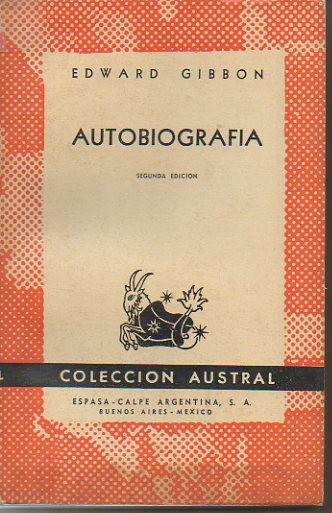 EDWARD GIBBON
AUTOBIOGRAFIA
SEGUNDA EDICION
COLECCION AUSTRAL
ESPASA-CALPE ARGENTINA, S. A.
BUENOS AIRES-MEXICO